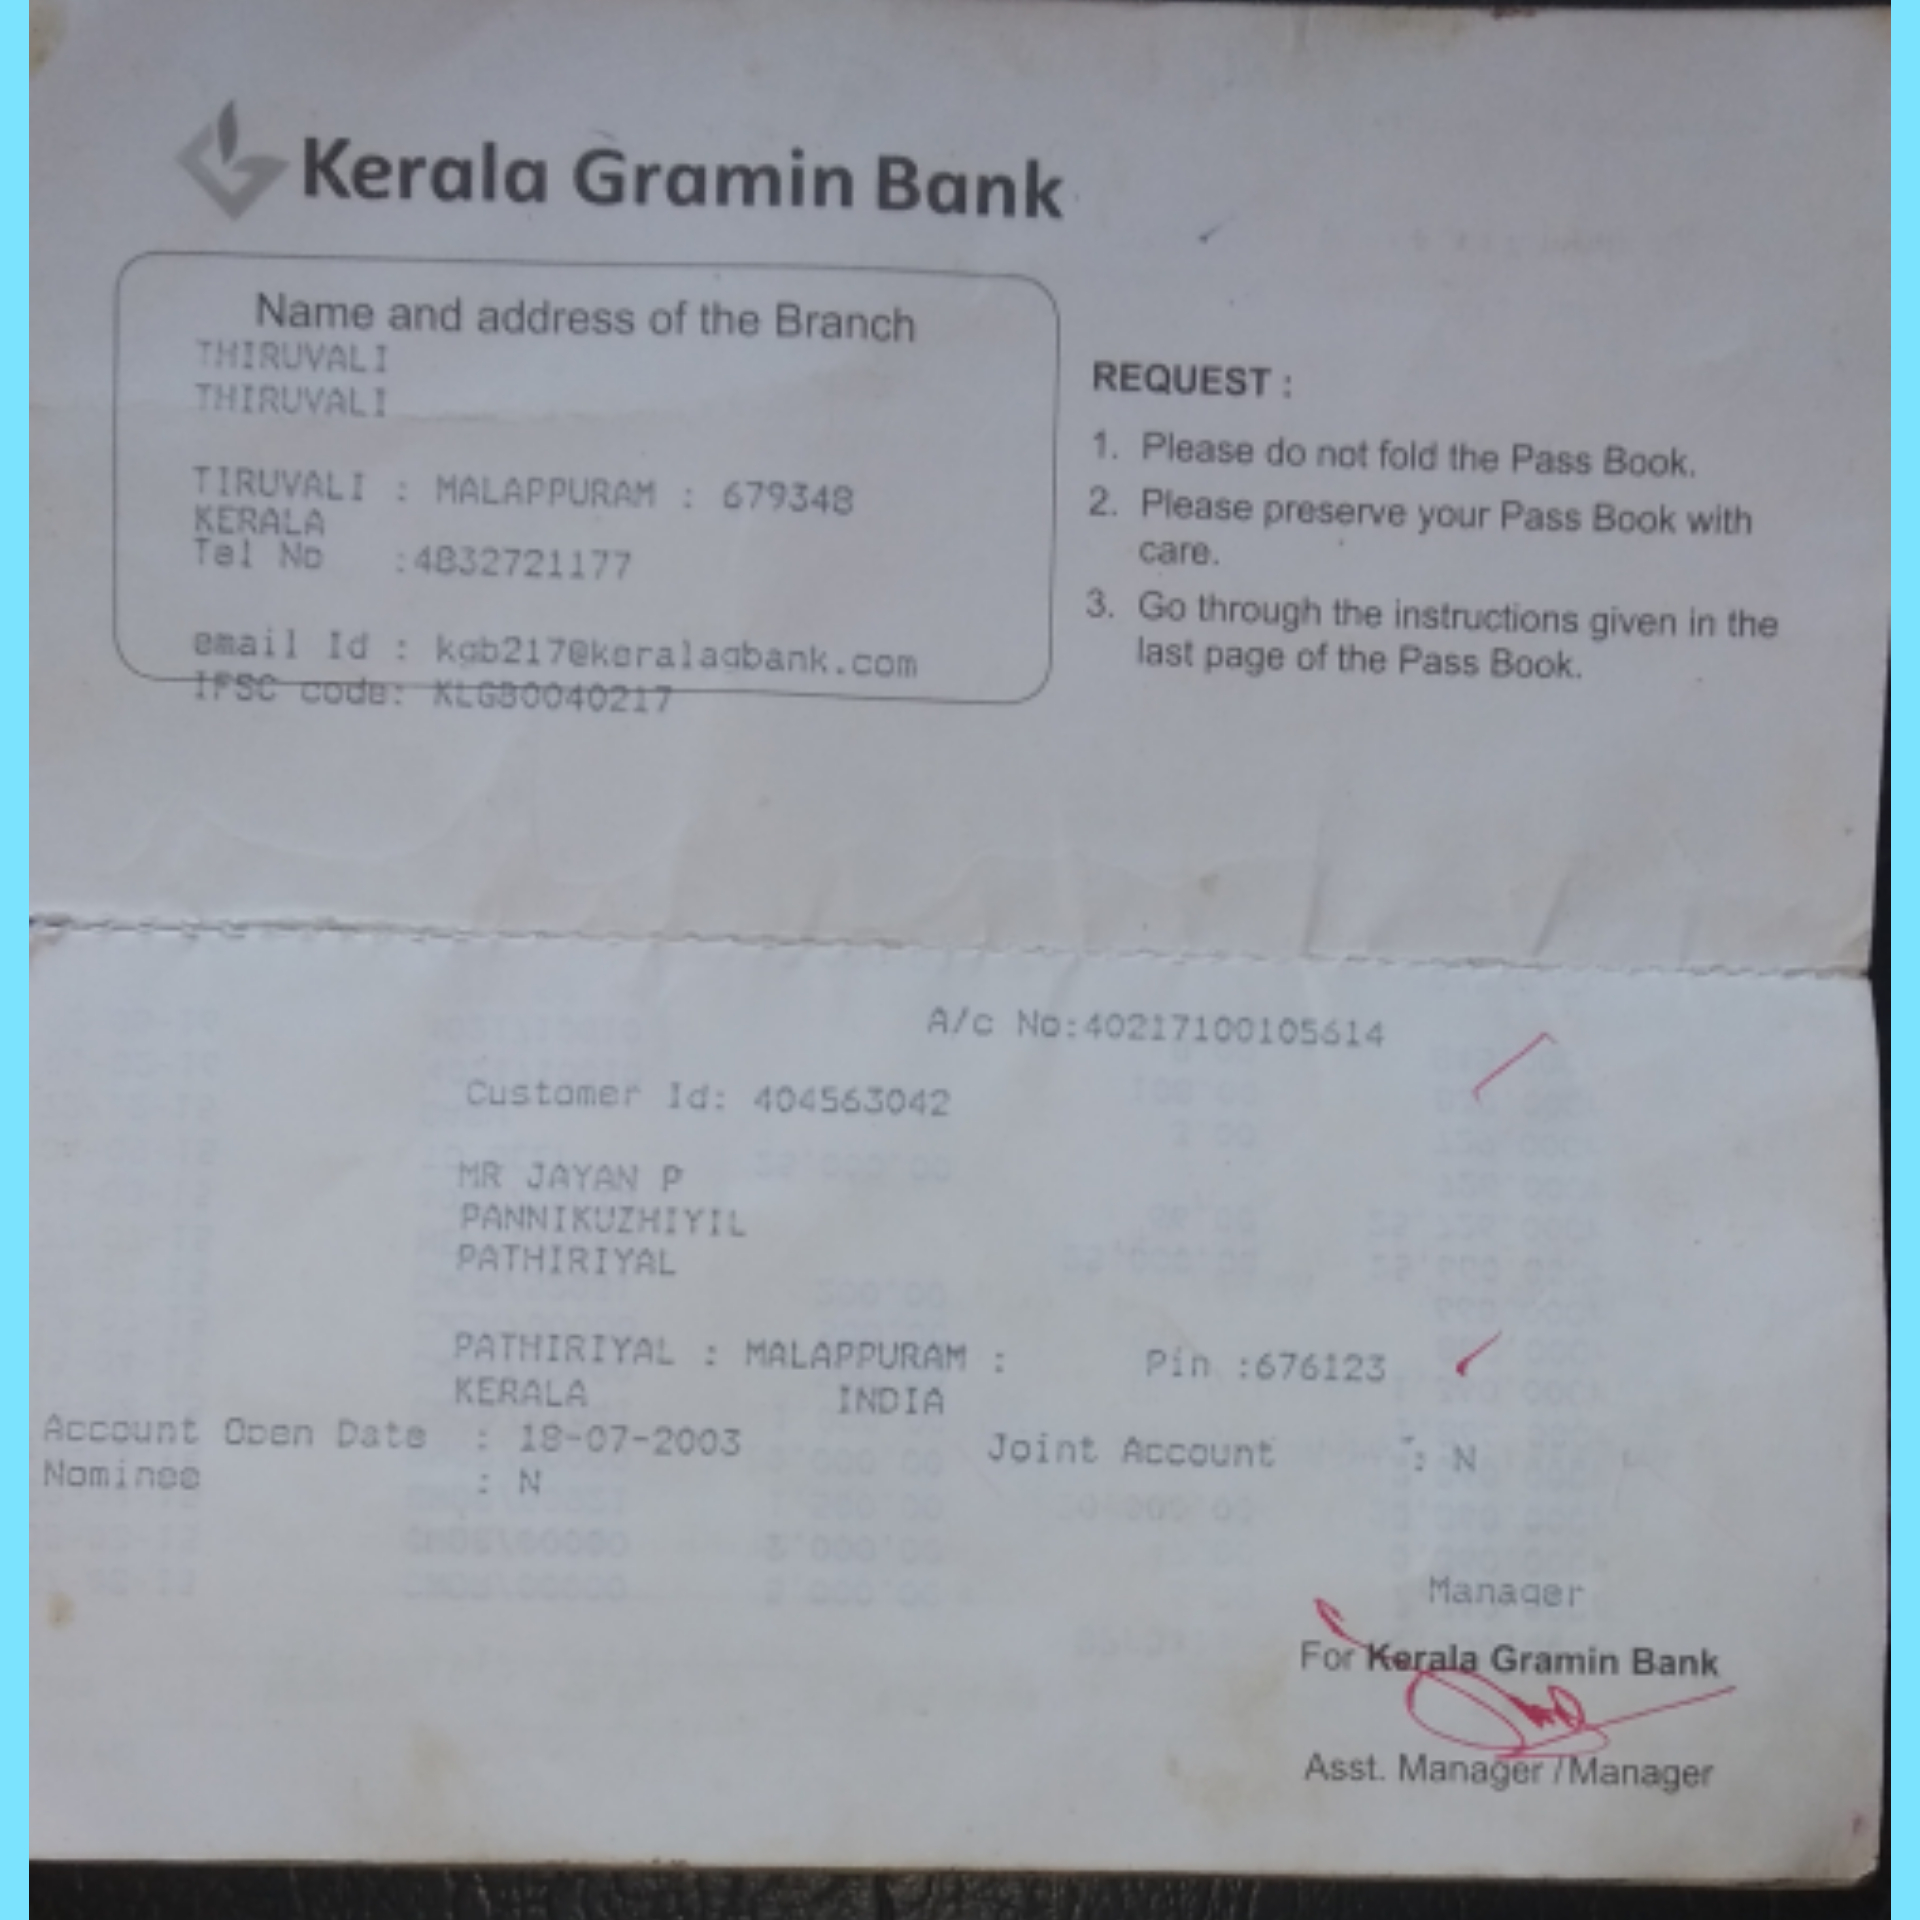 Kerala Gramin Bank
Name and address of the Branch
THIRUVALI
THIRUVALI
TIRUVALI : MALAPPURAM : 679348
KERALA
Tel No :4832721177
email Id : kgb217@keralagbank.com
IFSC code: KLGB0040217
REQUEST :
1. Please do not fold the Pass Book.
2. Please preserve your Pass Book with
care.
3. Go through the instructions given in the
last page of the Pass Book.
A/c No:40217100105614
Customer Id: 404563042
MR JAYAN P
PANNIKUZHIYIL
PATHIRIYAL
PATHIRIYAL : MALAPPURAM : Pin :676123
KERALA INDIA
Account Open Date : 18-07-2003 Joint Account : N
Nominee : N
Manager
For Kerala Gramin Bank
Asst. Manager / Manager